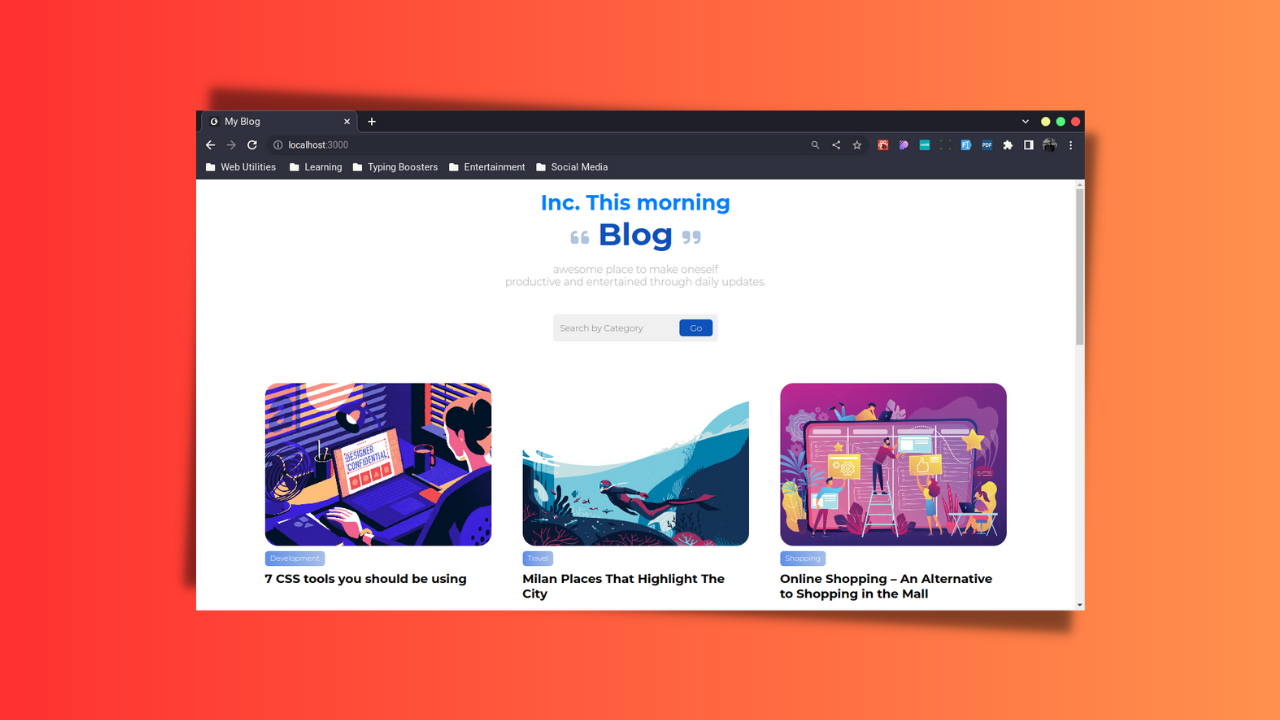 My Blog
localhost:3000
PDF
Web Utilities
Learning
Typing Boosters
Entertainment
Social Media
Inc. This morning
“ Blog ”
awesome place to make oneself
productive and entertained through daily updates.
Search by Category
Go
DESIGNER
CONFIDENTIAL
Development
7 CSS tools you should be using
Travel
Milan Places That Highlight The
City
Shopping
Online Shopping – An Alternative
to Shopping in the Mall